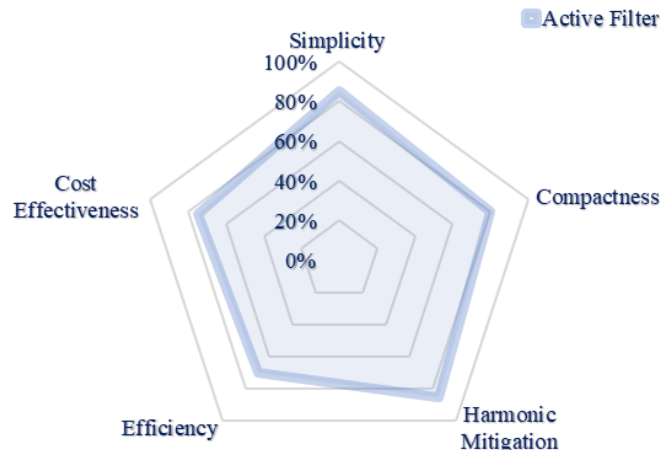 Active Filter
Simplicity
100%
80%
60%
40%
20%
0%
Cost
Effectiveness
Compactness
Efficiency
Harmonic
Mitigation